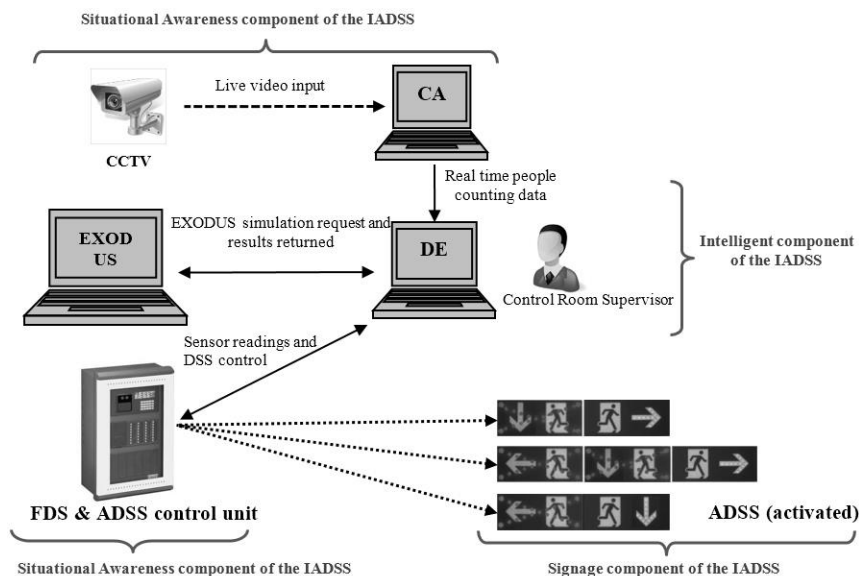 Situational Awareness component of the IADSS
Live video input
CA
CCTV
Real time people
counting data
EXODUS simulation request and
results returned
EXOD
US
DE
Control Room Supervisor
Intelligent component
of the IADSS
Sensor readings and
DSS control
FDS & ADSS control unit
ADSS (activated)
Situational Awareness component of the IADSS
Signage component of the IADSS